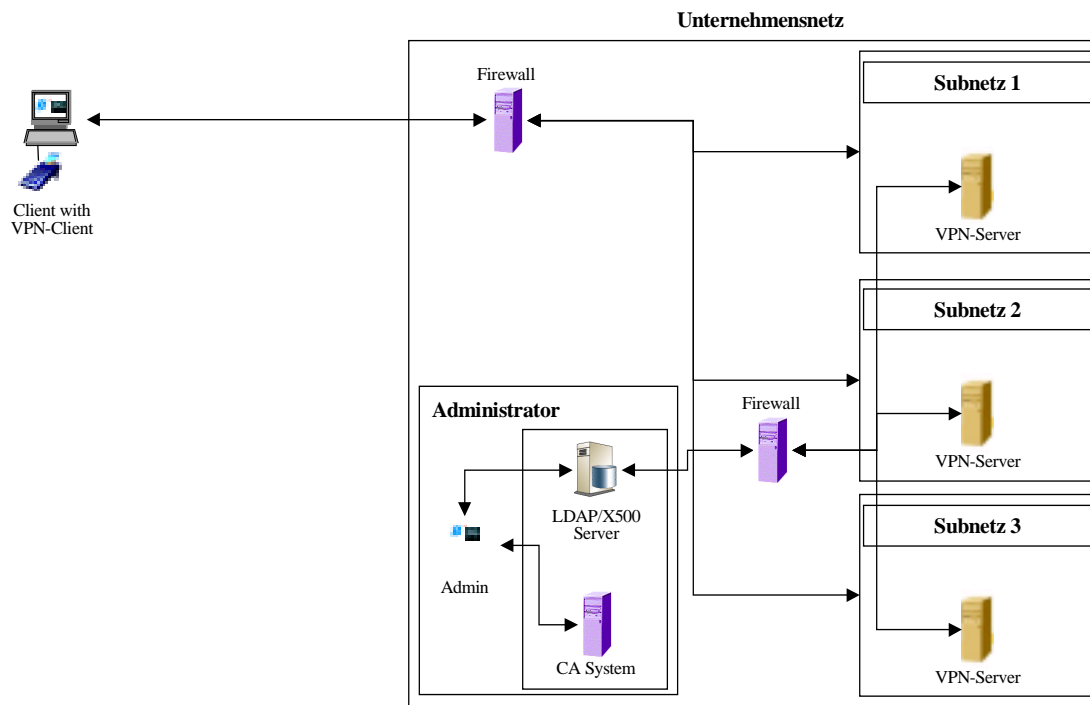 Unternehmensnetz
Firewall
Subnetz 1
Client with
VPN-Client
VPN-Server
Subnetz 2
Administrator
Firewall
VPN-Server
LDAP/X500
Server
Subnetz 3
Admin
CA System
VPN-Server